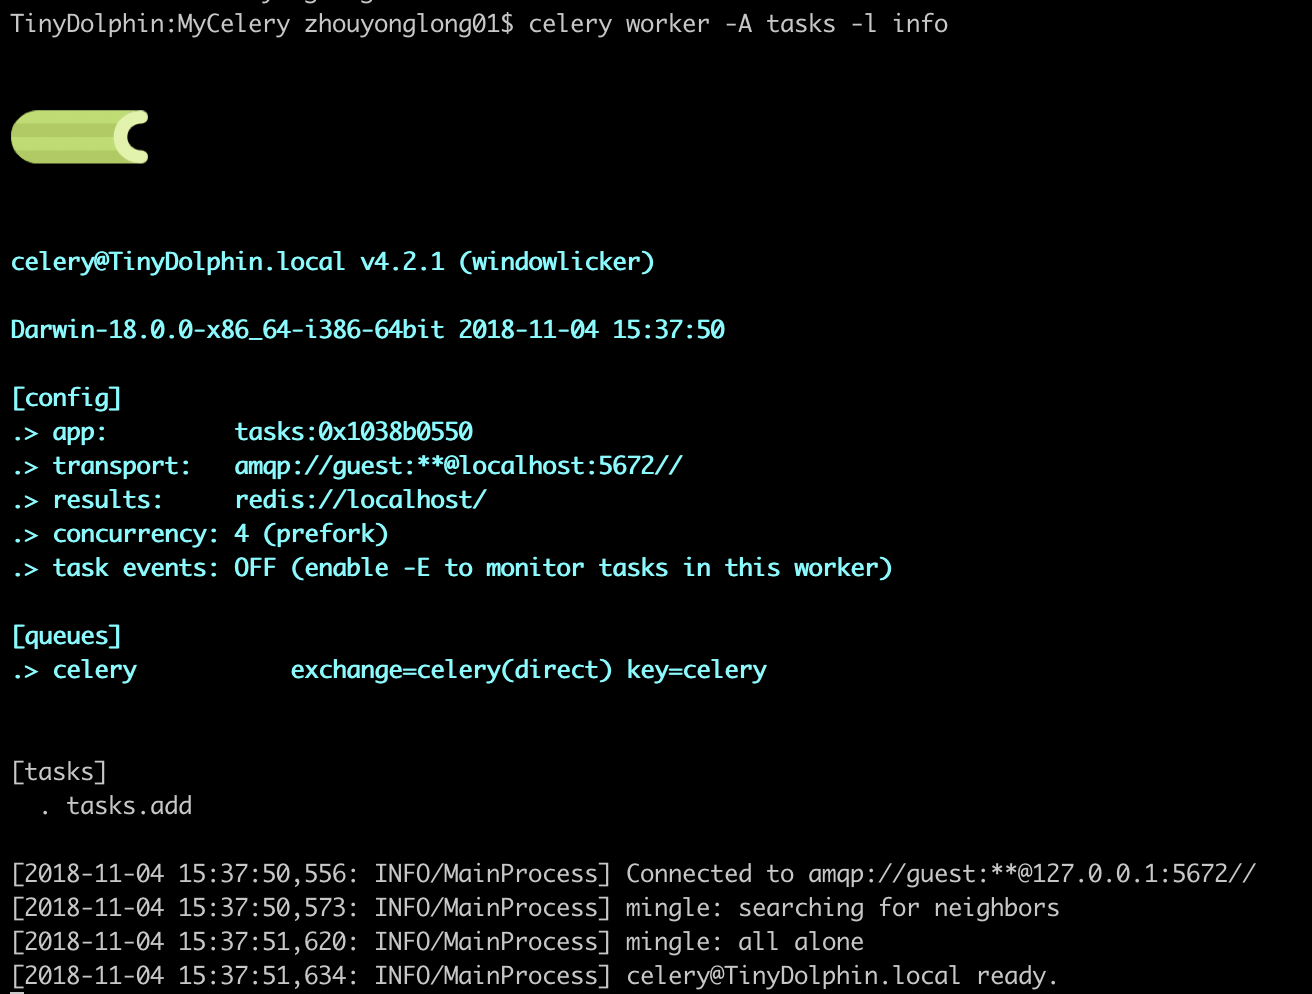 TinyDolphin:MyCelery zhouyonglong01$ celery worker -A tasks -l info
celery@TinyDolphin.local v4.2.1 (windowlicker)
Darwin-18.0.0-x86_64-i386-64bit 2018-11-04 15:37:50
[config]
.> app:         tasks:0x1038b0550
.> transport:   amqp://guest:**@localhost:5672//
.> results:     redis://localhost/
.> concurrency: 4 (prefork)
.> task events: OFF (enable -E to monitor tasks in this worker)
[queues]
.> celery           exchange=celery(direct) key=celery
[tasks]
  . tasks.add
[2018-11-04 15:37:50,556: INFO/MainProcess] Connected to amqp://guest:**@127.0.0.1:5672//
[2018-11-04 15:37:50,573: INFO/MainProcess] mingle: searching for neighbors
[2018-11-04 15:37:51,620: INFO/MainProcess] mingle: all alone
[2018-11-04 15:37:51,634: INFO/MainProcess] celery@TinyDolphin.local ready.